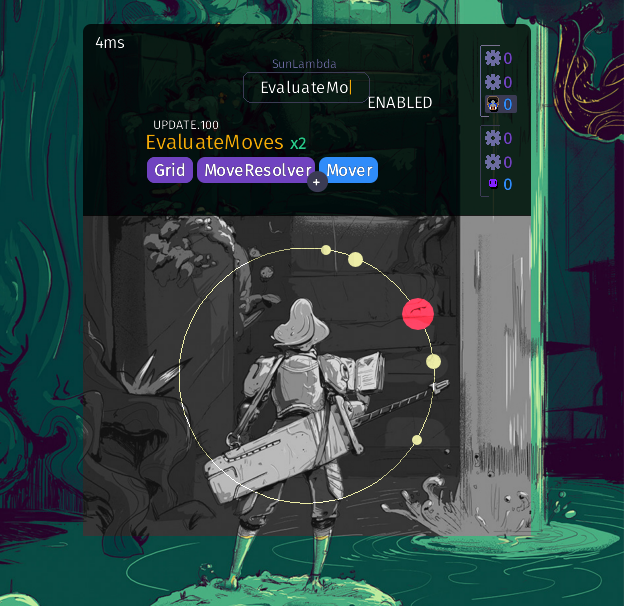 4ms
SunLambda
EvaluateMo
ENABLED
UPDATE.100
EvaluateMoves x2
Grid MoveResolver Mover
+
0
0
0
0
0
0